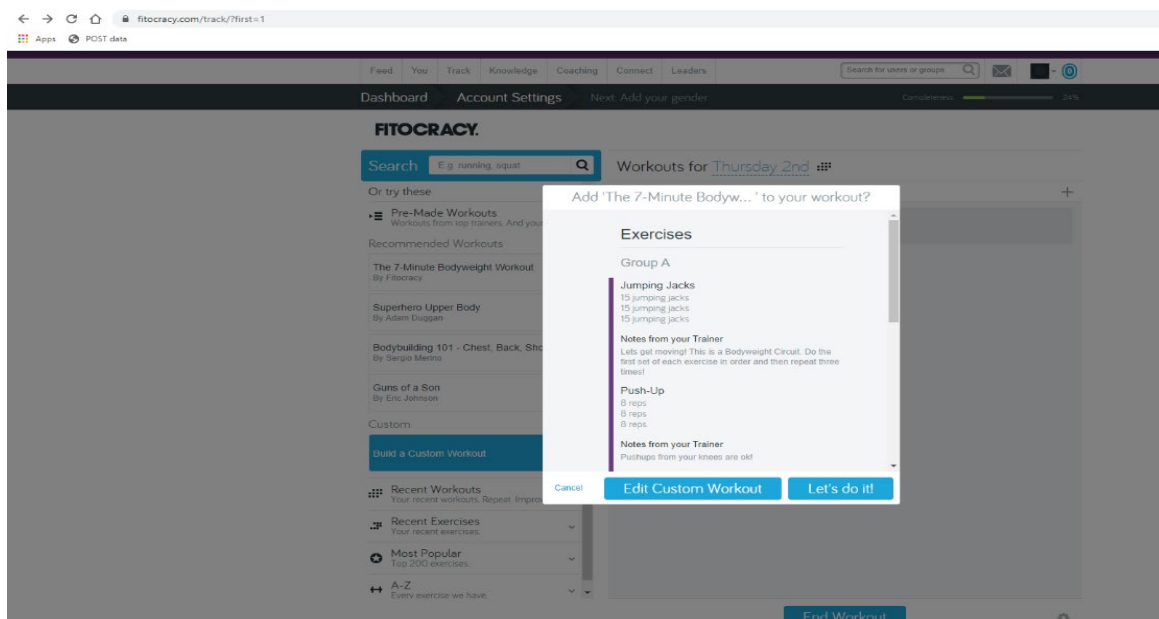 fitocracy.com/track/?first=1
Apps POST data
Feed You Track Knowledge Coaching Connect Leaders Search for users or groups
Dashboard Account Settings Next: Add your gender Completeness 24%
FITOCRACY.
Search E.g. running, squat
Workouts for Thursday 2nd
Or try these
Pre-Made Workouts
Workouts from top trainers. And your
Recommended Workouts
The 7-Minute Bodyweight Workout
By Fitocracy
Superhero Upper Body
By Adam Duggan
Bodybuilding 101 - Chest, Back, Sho
By Sergio Menna
Guns of a Son
By Eric Johnson
Custom
Build a Custom Workout
Recent Workouts
Your recent workouts. Repeat. Improv
Recent Exercises
Your recent exercises.
Most Popular
Top 200 exercises.
A-Z
Every exercise we have.
Add 'The 7-Minute Bodyw... ' to your workout?
Exercises
Group A
Jumping Jacks
15 jumping jacks
15 jumping jacks
15 jumping jacks
Notes from your Trainer
Lets get moving! This is a Bodyweight Circuit. Do the
first set of each exercise in order and then repeat three
times!
Push-Up
8 reps
8 reps
8 reps
Notes from your Trainer
Pushups from your knees are ok!
Cancel Edit Custom Workout Let's do it!
End Workout